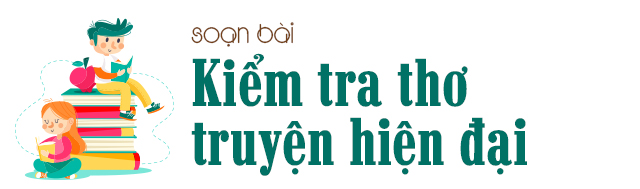 soạn bài
Kiểm tra thơ
truyện hiện đại